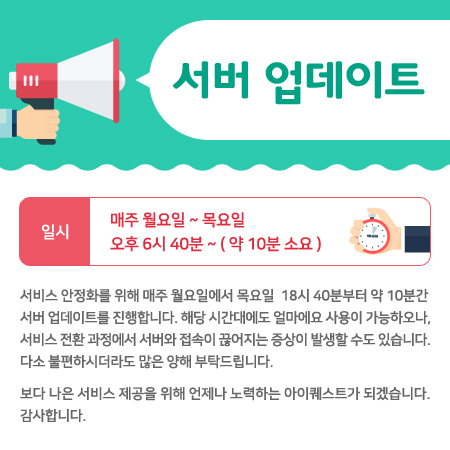 서버 업데이트
일시
매주 월요일 ~ 목요일
오후 6시 40분 ~ ( 약 10분 소요 )
서비스 안정화를 위해 매주 월요일에서 목요일 18시 40분부터 약 10분간
서버 업데이트를 진행합니다. 해당 시간대에도 얼마에요 사용이 가능하오나,
서비스 전환 과정에서 서버와 접속이 끊어지는 증상이 발생할 수도 있습니다.
다소 불편하시더라도 많은 양해 부탁드립니다.
보다 나은 서비스 제공을 위해 언제나 노력하는 아이퀘스트가 되겠습니다.
감사합니다.